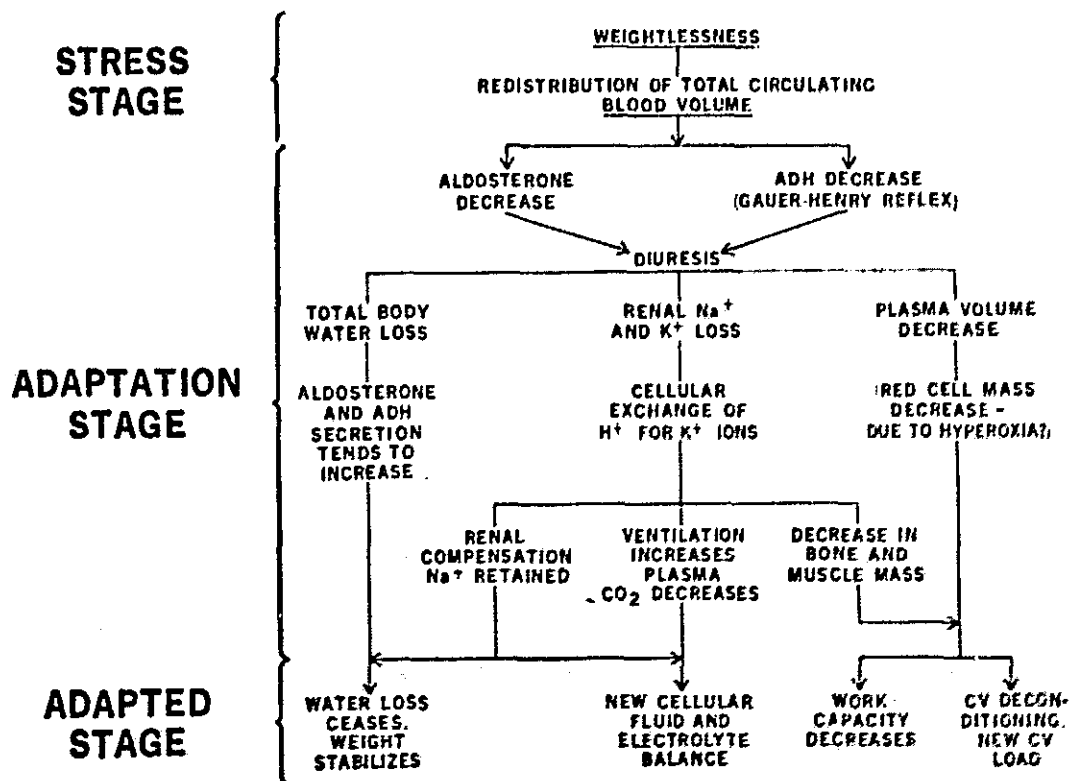 STRESS
STAGE
WEIGHTLESSNESS
REDISTRIBUTION OF TOTAL CIRCULATING
BLOOD VOLUME
ADAPTATION
STAGE
ALDOSTERONE
DECREASE
ADH DECREASE
(GAUER-HENRY REFLEX)
DIURESIS
TOTAL BODY
WATER LOSS
RENAL Na+
AND K+ LOSS
PLASMA VOLUME
DECREASE
ALDOSTERONE
AND ADH
SECRETION
TENDS TO
INCREASE
CELLULAR
EXCHANGE OF
H+ FOR K+ IONS
(RED CELL MASS
DECREASE -
DUE TO HYPEROXIA?)
RENAL
COMPENSATION
Na+ RETAINED
VENTILATION
INCREASES
PLASMA
CO2 DECREASES
DECREASE IN
BONE AND
MUSCLE MASS
ADAPTED
STAGE
WATER LOSS
CEASES.
WEIGHT
STABILIZES
NEW CELLULAR
FLUID AND
ELECTROLYTE
BALANCE
WORK
CAPACITY
DECREASES
CV DECON-
DITIONING.
NEW CV
LOAD